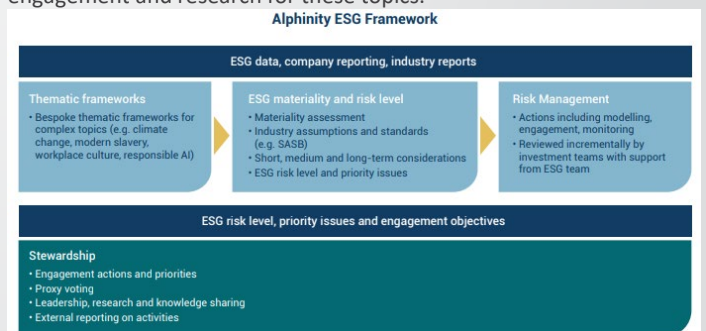 engagement and research for these topics.
Alphinity ESG Framework
ESG data, company reporting, industry reports
Thematic frameworks
• Bespoke thematic frameworks for
complex topics (e.g. climate
change, modern slavery,
workplace culture, responsible AI)
ESG materiality and risk level
• Materiality assessment
• Industry assumptions and standards
(e.g. SASB)
• Short, medium and long-term considerations
• ESG risk level and priority issues
Risk Management
• Actions including modelling,
engagement, monitoring
• Reviewed incrementally by
investment teams with support
from ESG team
ESG risk level, priority issues and engagement objectives
Stewardship
• Engagement actions and priorities
• Proxy voting
• Leadership, research and knowledge sharing
• External reporting on activities